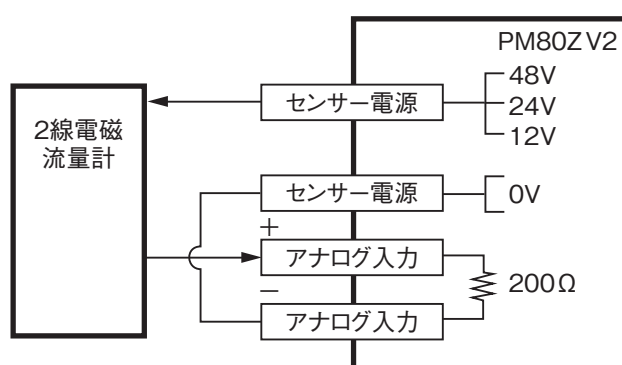 PM80Z V2
センサー電源
48V
24V
12V
2線電磁
流量計
センサー電源
0V
+
アナログ入力
−
アナログ入力
200Ω